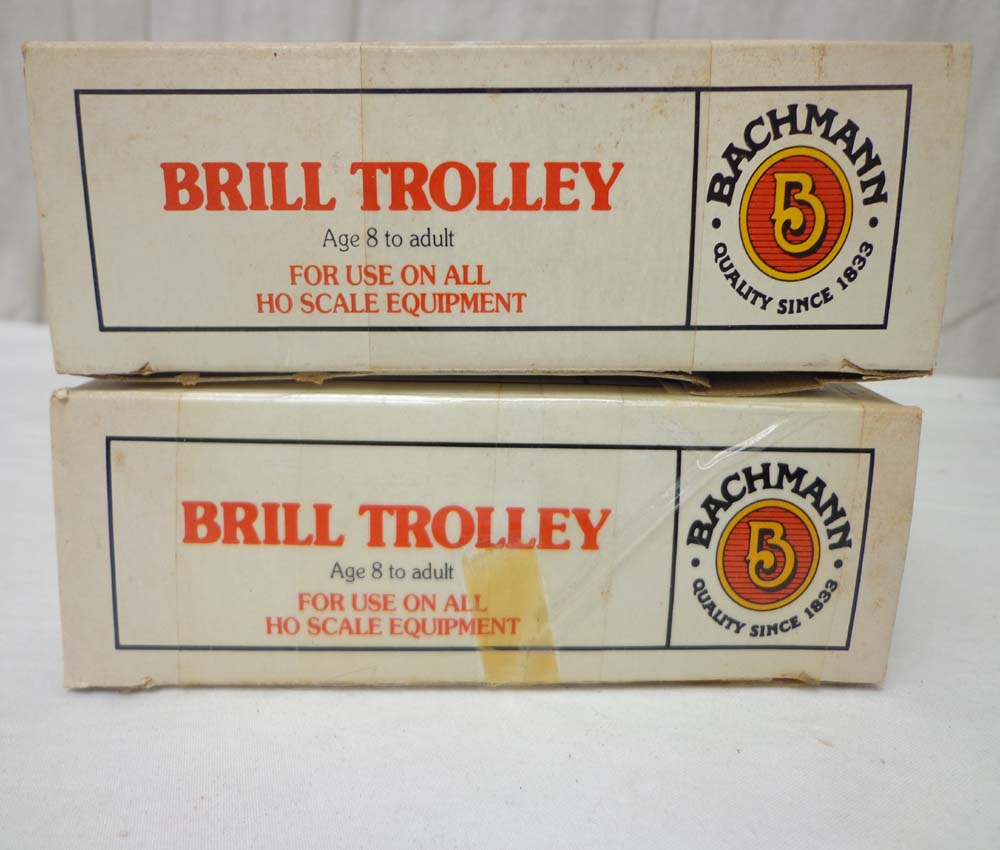 BRILL TROLLEY
Age 8 to adult
FOR USE ON ALL
HO SCALE EQUIPMENT
BACHMANN
B
• QUALITY SINCE 1833 •
BRILL TROLLEY
Age 8 to adult
FOR USE ON ALL
HO SCALE EQUIPMENT
BACHMANN
B
• QUALITY SINCE 1833 •